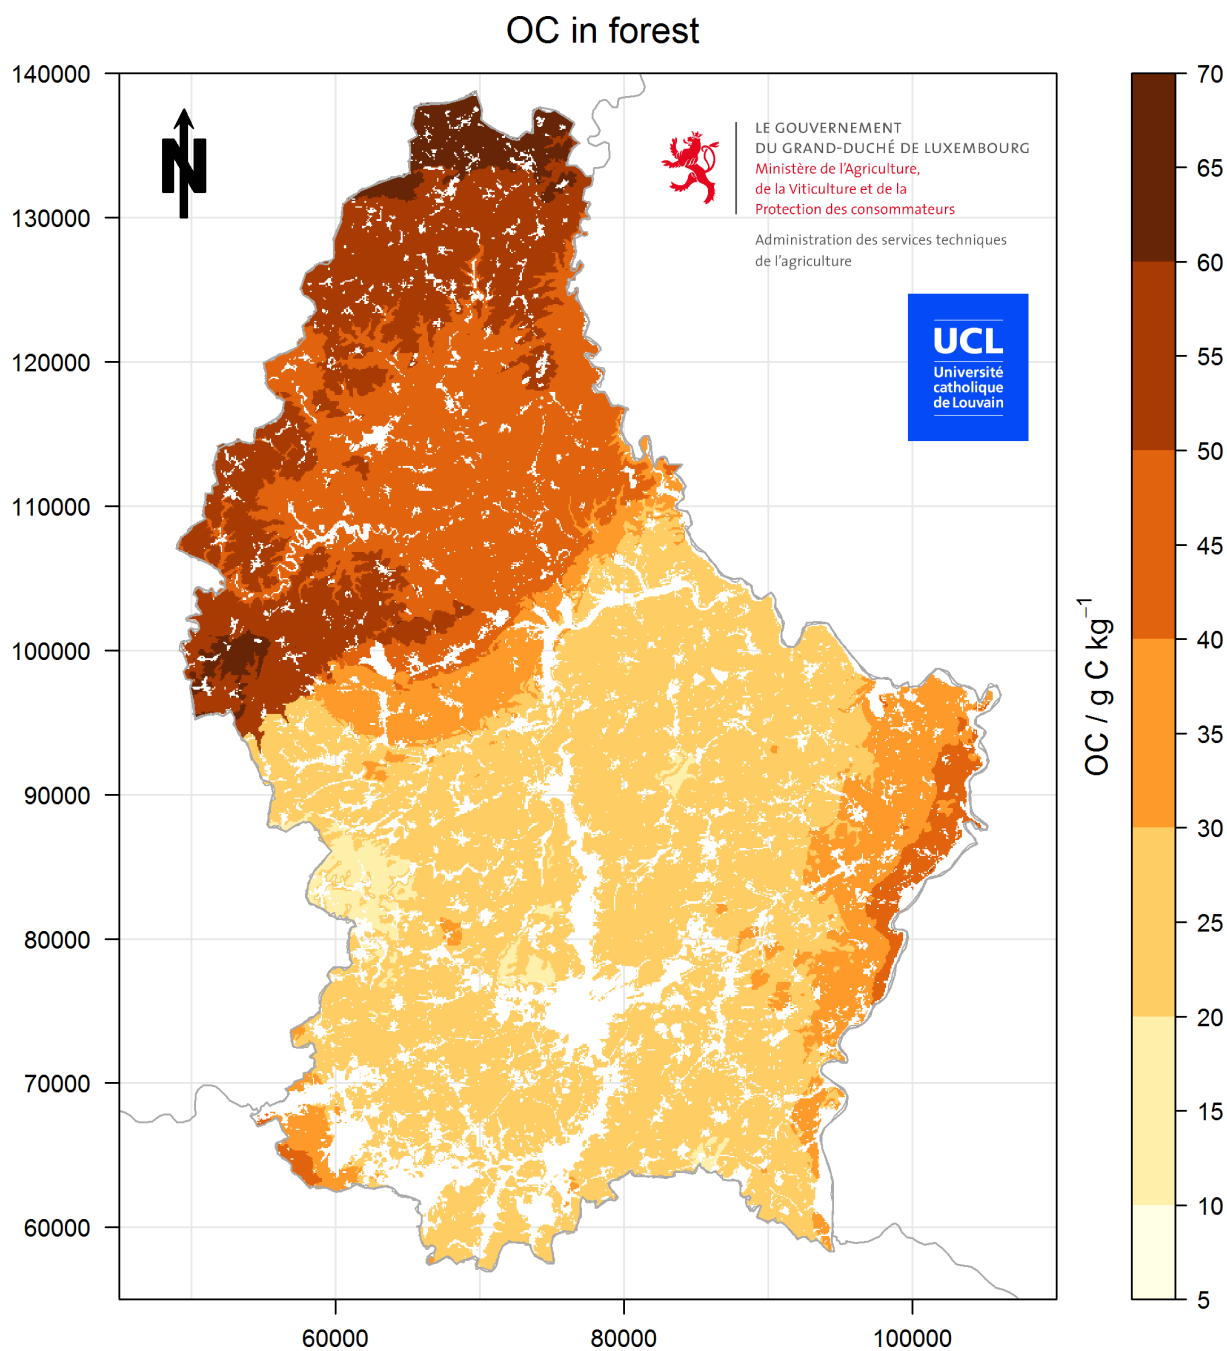 OC in forest
140000
130000
120000
110000
100000
90000
80000
70000
60000
60000
80000
100000
N
LE GOUVERNEMENT
DU GRAND-DUCHÉ DE LUXEMBOURG
Ministère de l'Agriculture,
de la Viticulture et de la
Protection des consommateurs
Administration des services techniques
de l'agriculture
UCL
Université
catholique
de Louvain
70
65
60
55
50
45
40
35
30
25
20
15
10
5
OC / g C kg⁻¹